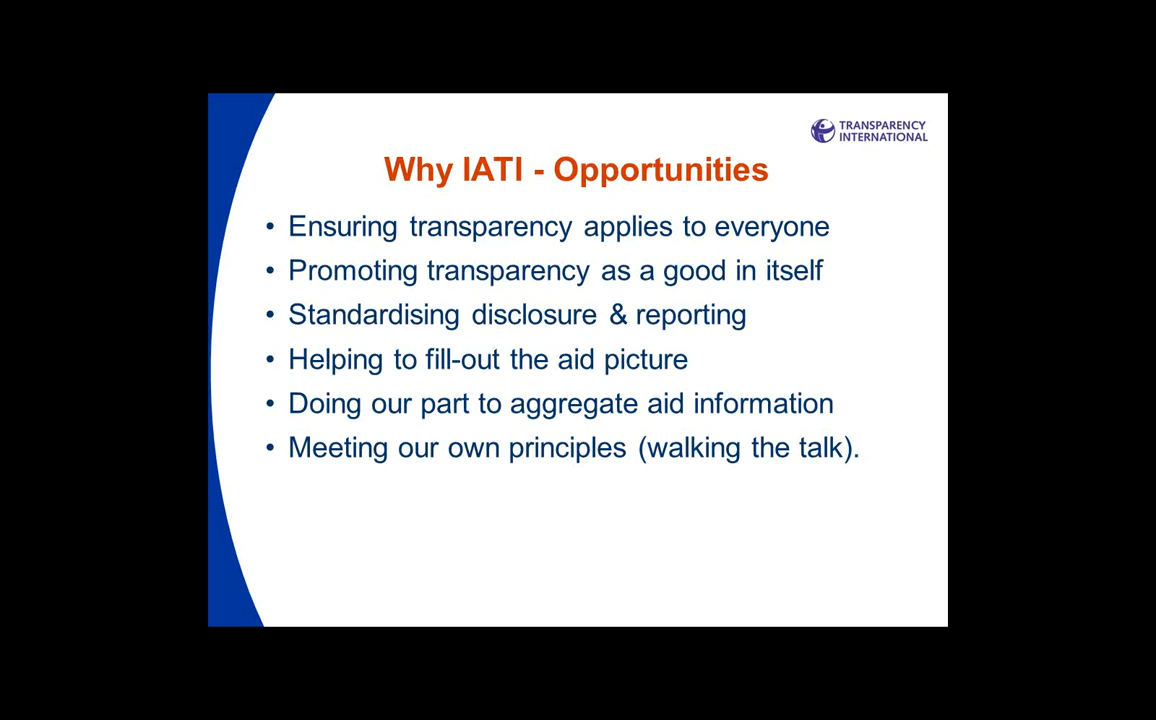 TRANSPARENCY
INTERNATIONAL
Why IATI - Opportunities
• Ensuring transparency applies to everyone
• Promoting transparency as a good in itself
• Standardising disclosure & reporting
• Helping to fill-out the aid picture
• Doing our part to aggregate aid information
• Meeting our own principles (walking the talk).